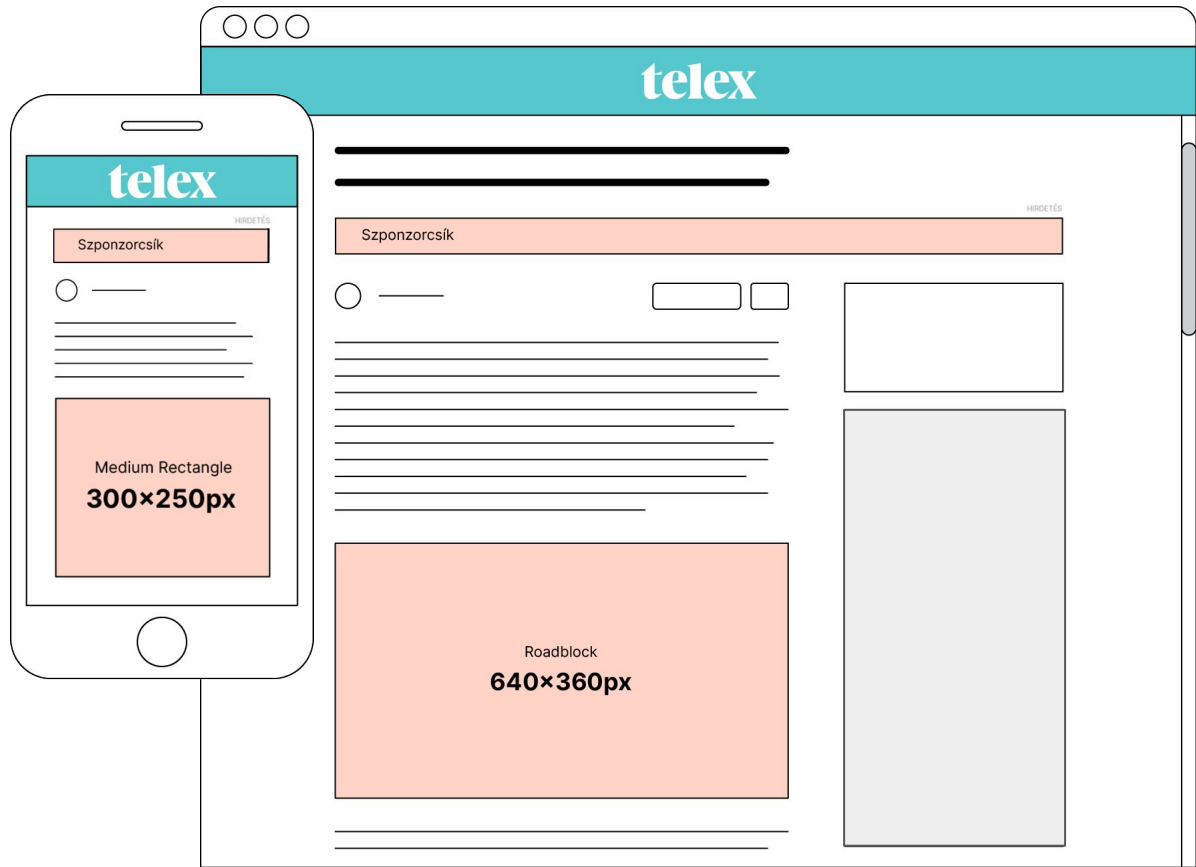 telex
HIRDETÉS
Szponzorcsík
Roadblock
640×360px
telex
HIRDETÉS
Szponzorcsík
Medium Rectangle
300×250px